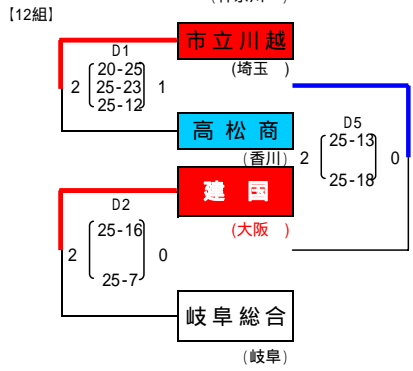 【12組】
D1
市立川越
(埼玉　)
20-25
2 25-23 1
25-12
高松商
(香川)
D5
25-13
2 0
25-18
建　国
(大阪　)
D2
25-16
2 0
25-7
岐阜総合
(岐阜)